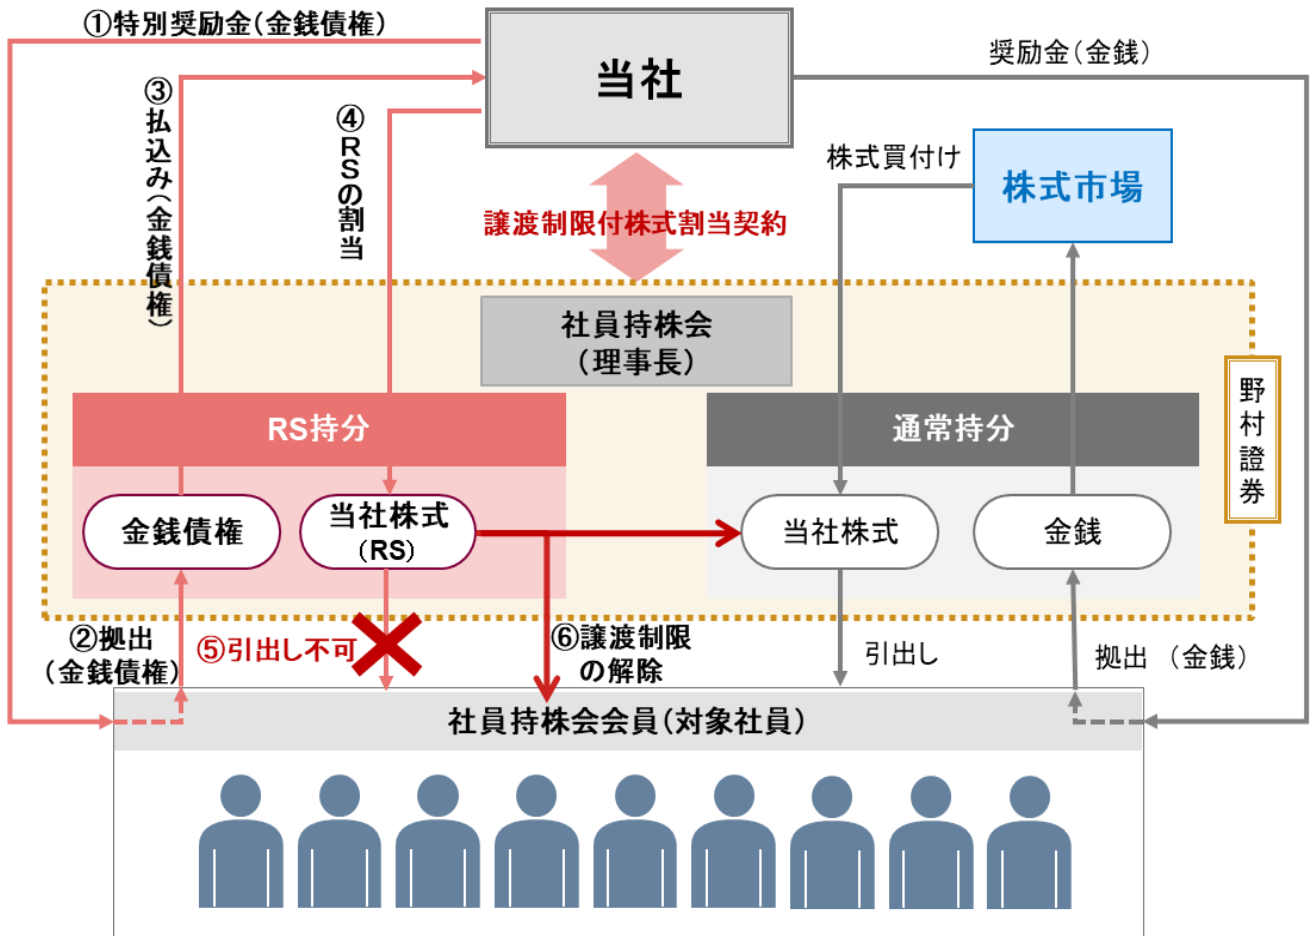 ①特別奨励金(金銭債権)
当社
奨励金(金銭)
③払込み(金銭債権)
④RSの割当
株式買付け
株式市場
譲渡制限付株式割当契約
社員持株会
(理事長)
野村證券
RS持分
通常持分
金銭債権
当社株式
(RS)
当社株式
金銭
②拠出
(金銭債権)
⑤引出し不可
⑥譲渡制限
の解除
引出し
拠出 (金銭)
社員持株会会員(対象社員)